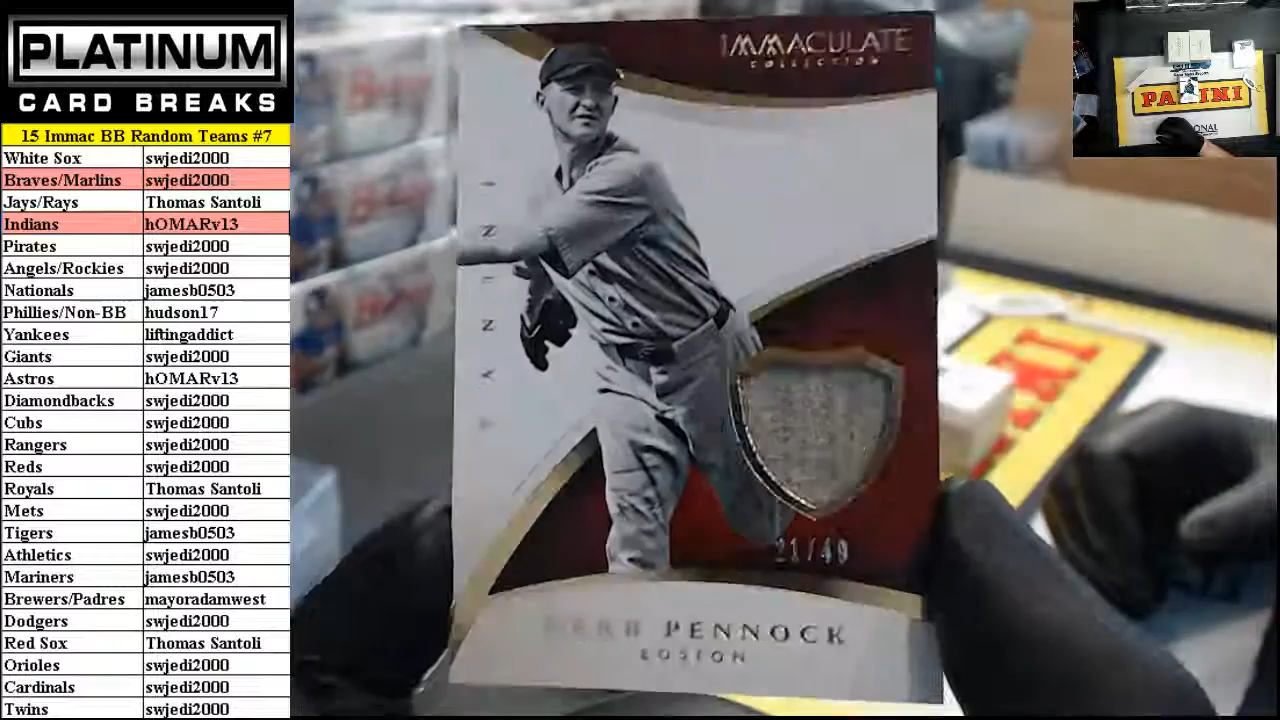 PLATINUM
CARD BREAKS
15 Immac BB Random Teams #7
White Sox swjedi2000
Braves/Marlins swjedi2000
Jays/Rays Thomas Santoli
Indians hOMARv13
Pirates swjedi2000
Angels/Rockies swjedi2000
Nationals jamesb0503
Phillies/Non-BB hudson17
Yankees liftingaddict
Giants swjedi2000
Astros hOMARv13
Diamondbacks swjedi2000
Cubs swjedi2000
Rangers swjedi2000
Reds swjedi2000
Royals Thomas Santoli
Mets swjedi2000
Tigers jamesb0503
Athletics swjedi2000
Mariners jamesb0503
Brewers/Padres mayoradamwest
Dodgers swjedi2000
Red Sox Thomas Santoli
Orioles swjedi2000
Cardinals swjedi2000
Twins swjedi2000
IMMACULATE
COLLECTION
PANINI
21/49
HERB PENNOCK
BOSTON
PANINI